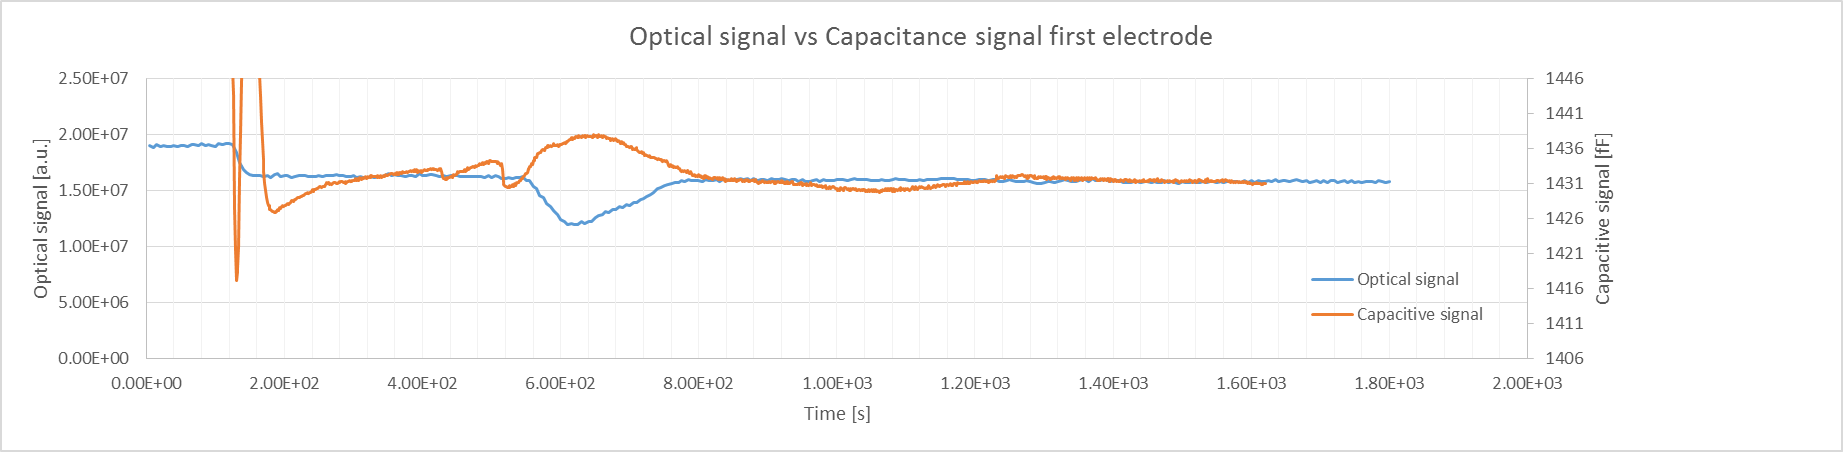 Optical signal vs Capacitance signal first electrode
Optical signal [a.u.]
2.50E+07
2.00E+07
1.50E+07
1.00E+07
5.00E+06
0.00E+00
1446
1441
1436
1431
1426
1421
1416
1411
1406
Capacitive signal [fF]
Optical signal
Capacitive signal
0.00E+00 2.00E+02 4.00E+02 6.00E+02 8.00E+02 1.00E+03 1.20E+03 1.40E+03 1.60E+03 1.80E+03 2.00E+03
Time [s]